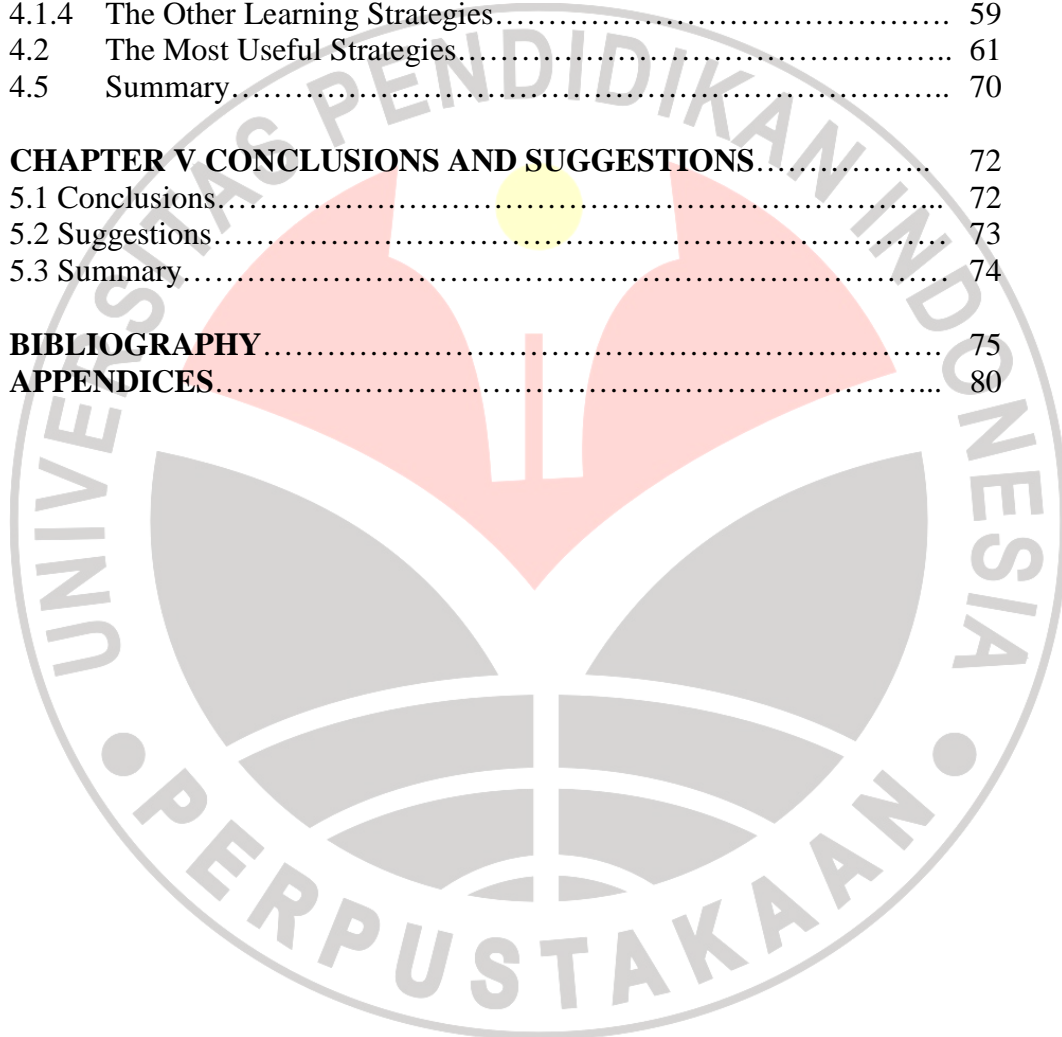 4.1.4 The Other Learning Strategies……………………………………. 59
4.2 The Most Useful Strategies………………………………………….. 61
4.5 Summary……………………………………………………………….. 70
CHAPTER V CONCLUSIONS AND SUGGESTIONS…………….. 72
5.1 Conclusions………………………………………………………………... 72
5.2 Suggestions………………………………………………………………… 73
5.3 Summary…………………………………………………………………… 74
BIBLIOGRAPHY……………………………………………………………. 75
APPENDICES………………………………………………………………... 80
UNIVERSITAS PENDIDIKAN INDONESIA
PERPUSTAKAAN